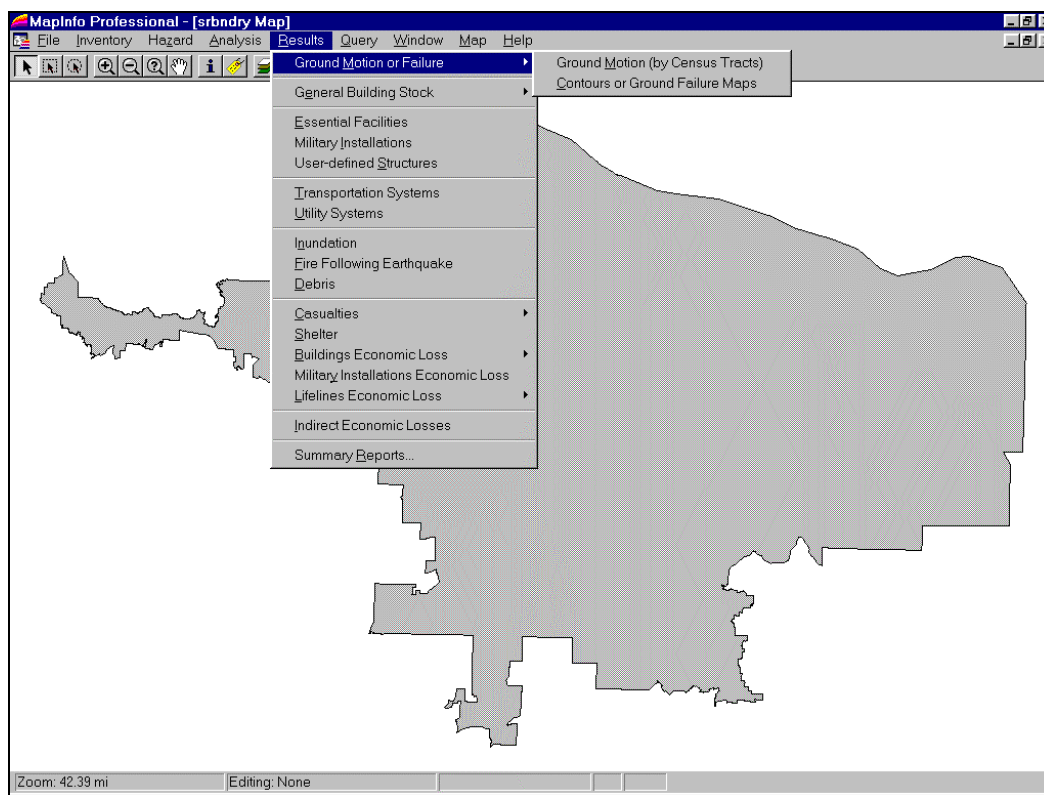 MapInfo Professional - [srbndry Map]
File Inventory Hazard Analysis Results Query Window Map Help
Ground Motion or Failure
Ground Motion (by Census Tracts)
Contours or Ground Failure Maps
General Building Stock
Essential Facilities
Military Installations
User-defined Structures
Transportation Systems
Utility Systems
Inundation
Fire Following Earthquake
Debris
Casualties
Shelter
Buildings Economic Loss
Military Installations Economic Loss
Lifelines Economic Loss
Indirect Economic Losses
Summary Reports...
Zoom: 42.39 mi Editing: None